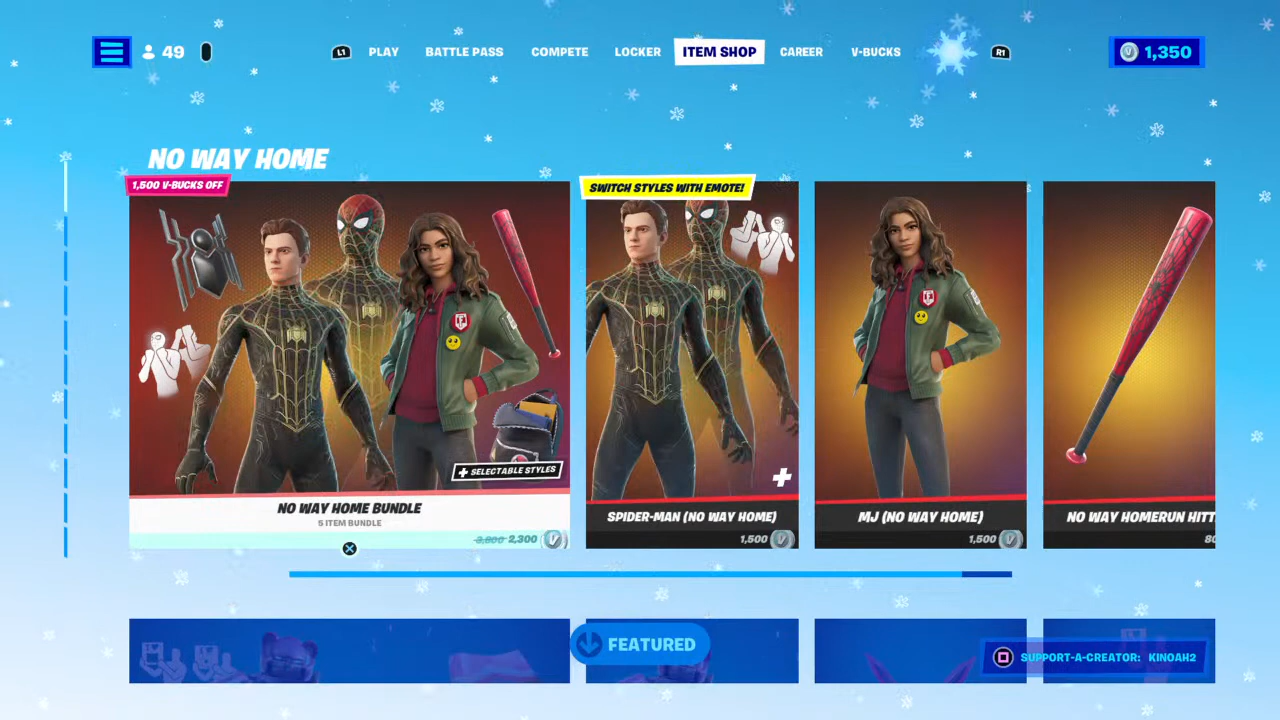 49
L1
PLAY
BATTLE PASS
COMPETE
LOCKER
ITEM SHOP
CAREER
V-BUCKS
R1
1,350
NO WAY HOME
1,500 V-BUCKS OFF
+ SELECTABLE STYLES
NO WAY HOME BUNDLE
5 ITEM BUNDLE
3,800 2,300
SWITCH STYLES WITH EMOTE!
SPIDER-MAN (NO WAY HOME)
1,500
MJ (NO WAY HOME)
1,500
NO WAY HOMERUN HITT
80
FEATURED
SUPPORT-A-CREATOR: KINOAH2